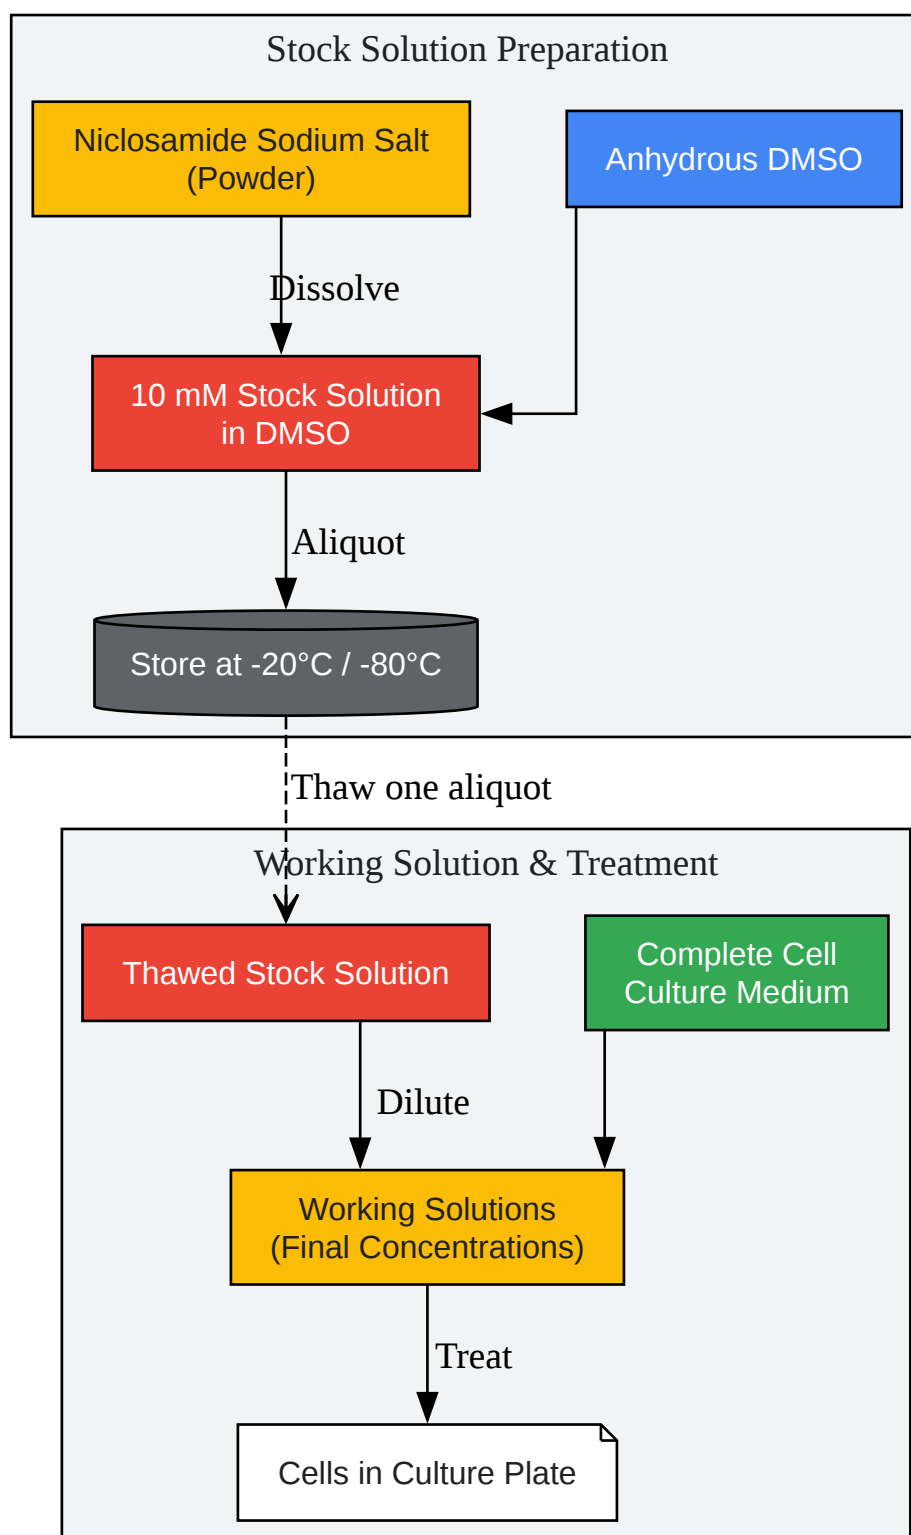 Stock Solution Preparation
Niclosamide Sodium Salt
(Powder)
Anhydrous DMSO
Dissolve
10 mM Stock Solution
in DMSO
Aliquot
Store at -20°C / -80°C
Thaw one aliquot
Working Solution & Treatment
Thawed Stock Solution
Complete Cell
Culture Medium
Dilute
Working Solutions
(Final Concentrations)
Treat
Cells in Culture Plate